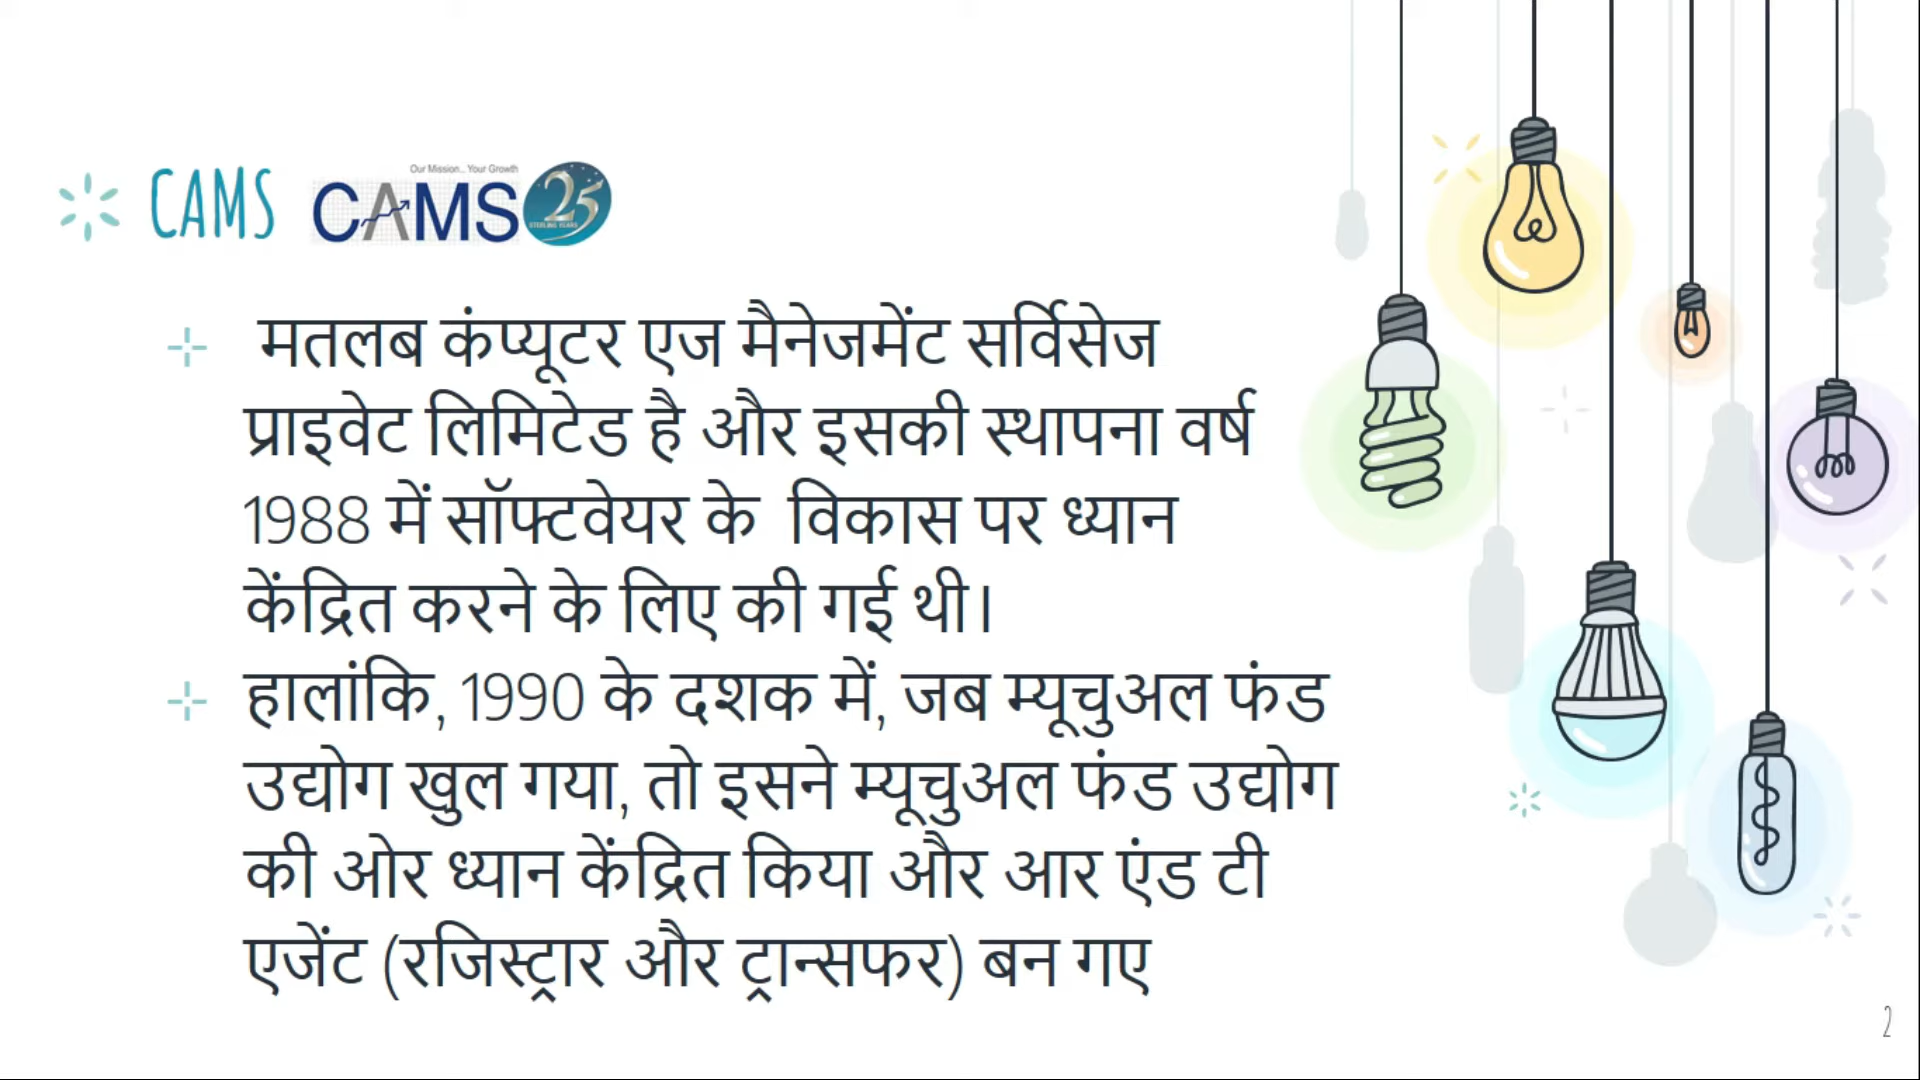 CAMS
Our Mission... Your Growth
CAMS
25
STERLING YEARS
मतलब कंप्यूटर एज मैनेजमेंट सर्विसेज
प्राइवेट लिमिटेड है और इसकी स्थापना वर्ष
1988 में सॉफ्टवेयर के विकास पर ध्यान
केंद्रित करने के लिए की गई थी।
हालांकि, 1990 के दशक में, जब म्यूचुअल फंड
उद्योग खुल गया, तो इसने म्यूचुअल फंड उद्योग
की ओर ध्यान केंद्रित किया और आर एंड टी
एजेंट (रजिस्ट्रार और ट्रान्सफर) बन गए
2